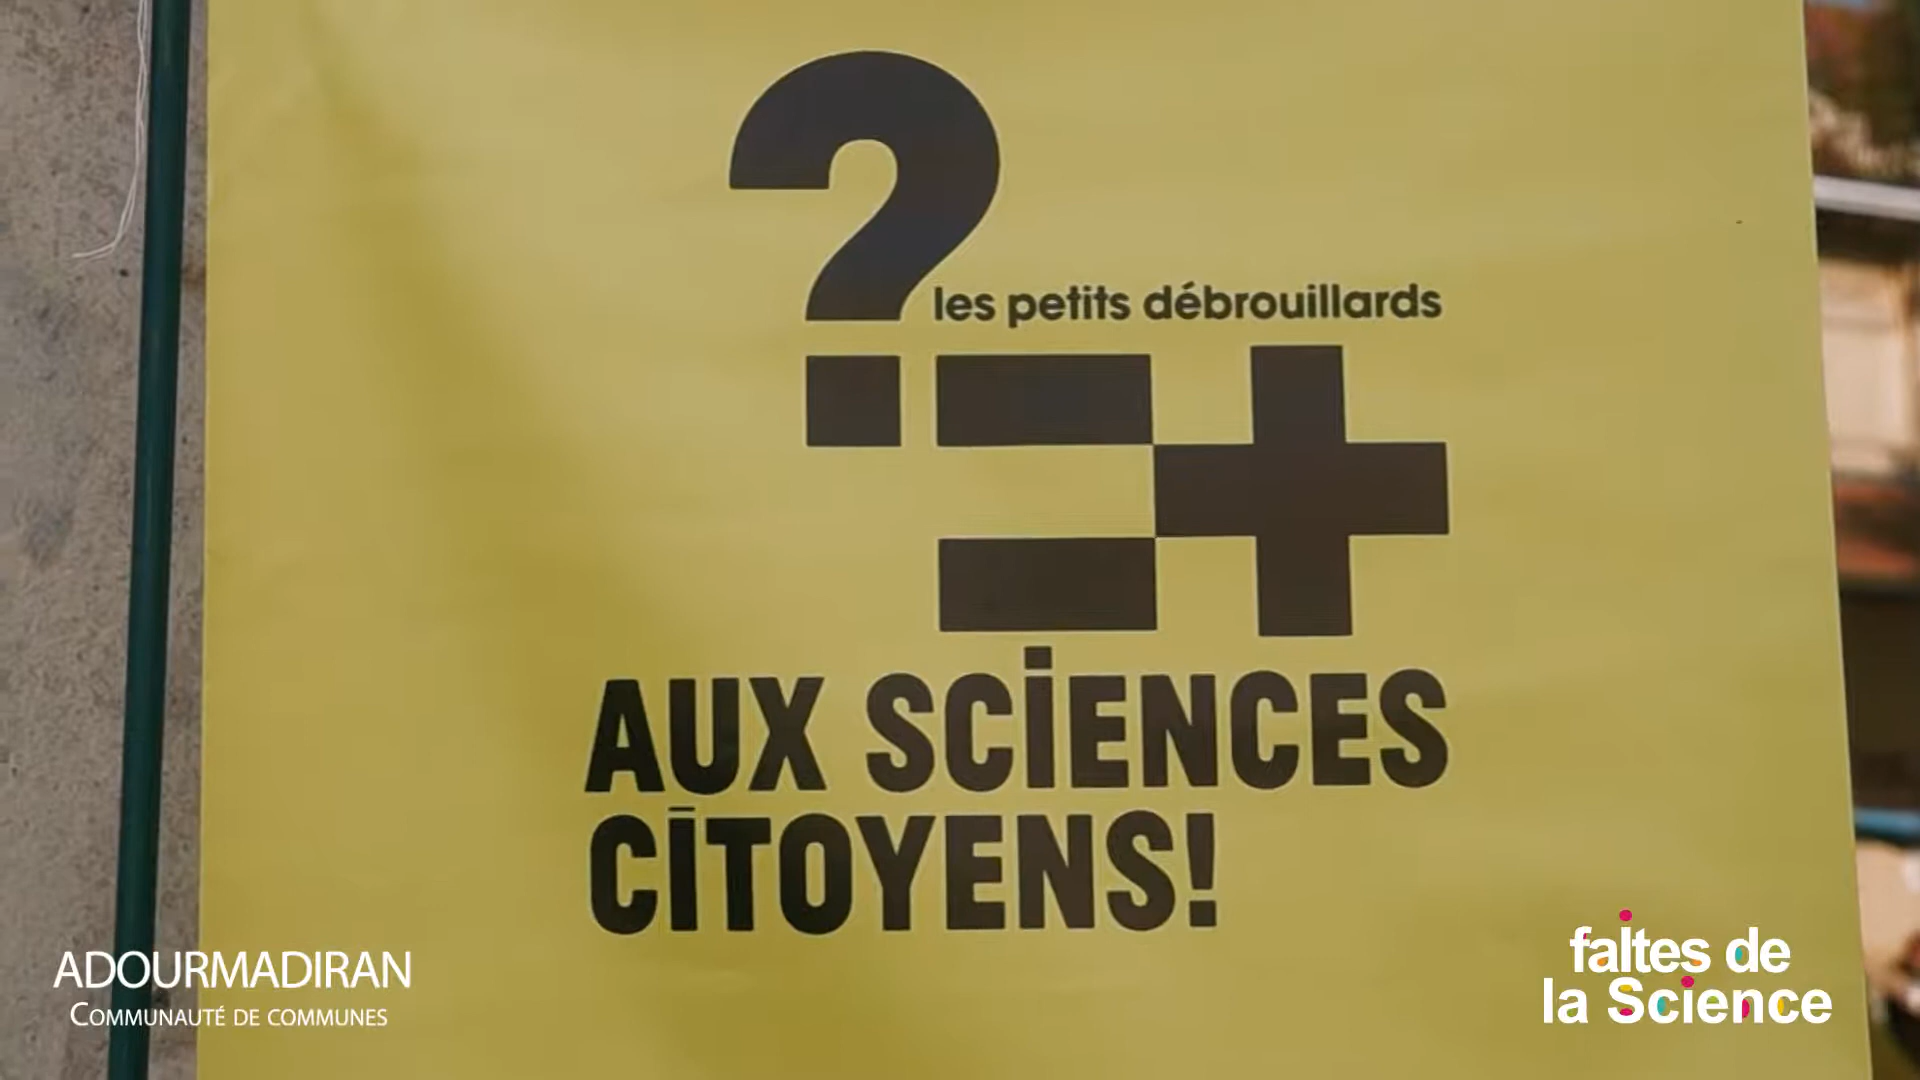 ?
les petits débrouillards
AUX SCiENCES
CiTOYENS!
ADOURMADIRAN
COMMUNAUTÉ DE COMMUNES
faites de
la Science